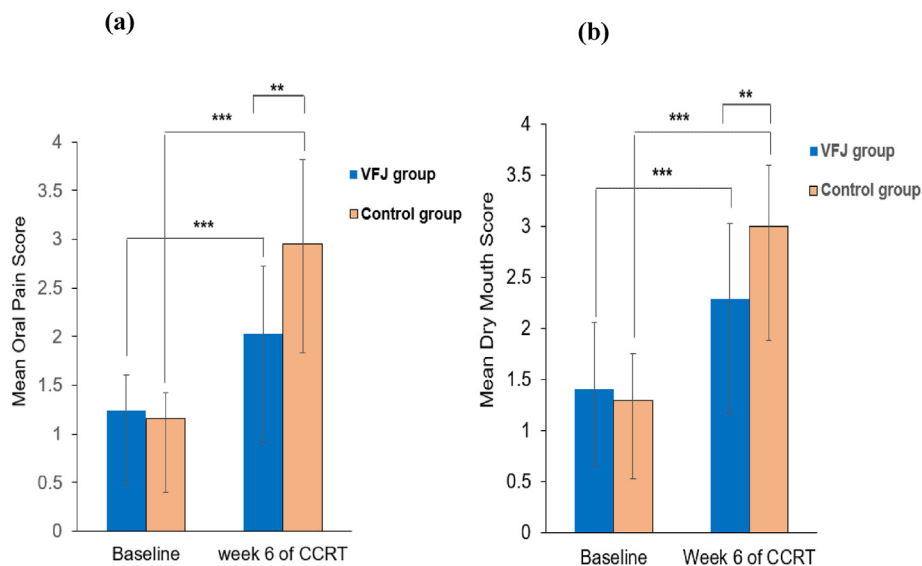 (a)
**
***
***
4
3.5
3
2.5
2
1.5
1
0.5
0
Mean Oral Pain Score
Baseline
week 6 of CCRT
VFJ group
Control group
(b)
**
***
***
4
3.5
3
2.5
2
1.5
1
0.5
0
Mean Dry Mouth Score
Baseline
Week 6 of CCRT
VFJ group
Control group